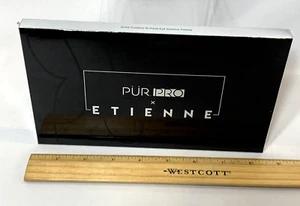 PÜR PRO
×
ETIENNE
WESTCOTT